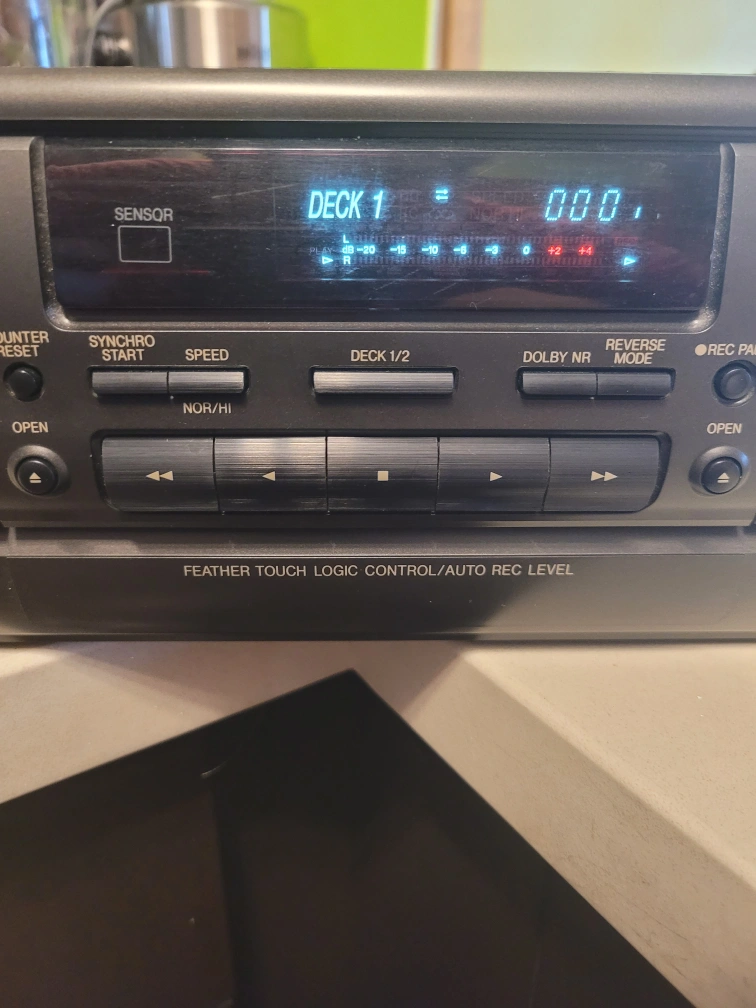 SENSOR
DECK 1
000
PLAY
L
dB -20 -15 -10 -5 -3 0 +2 +4
R
OUNTER
RESET
SYNCHRO
START
SPEED
NOR/HI
DECK 1/2
DOLBY NR
REVERSE
MODE
REC PA
OPEN
OPEN
FEATHER TOUCH LOGIC CONTROL/AUTO REC LEVEL